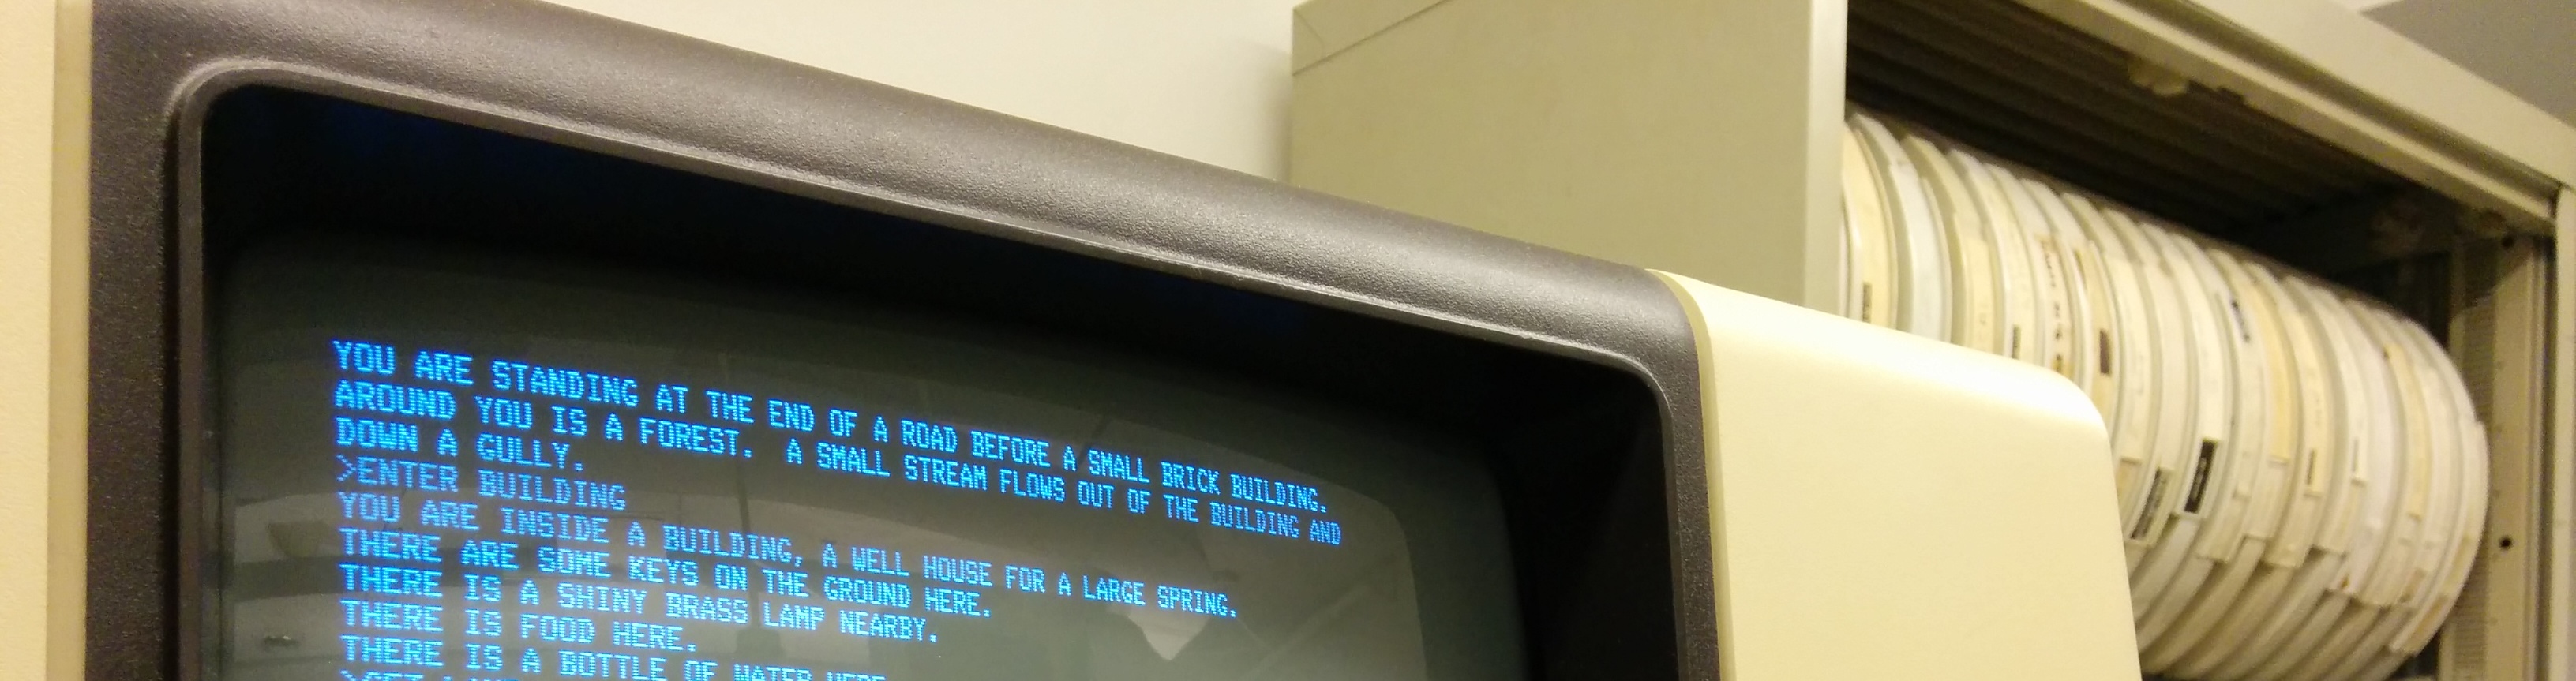 YOU ARE STANDING AT THE END OF A ROAD BEFORE A SMALL BRICK BUILDING.
AROUND YOU IS A FOREST.  A SMALL STREAM FLOWS OUT OF THE BUILDING AND
DOWN A GULLY.
>ENTER BUILDING
YOU ARE INSIDE A BUILDING, A WELL HOUSE FOR A LARGE SPRING.
THERE ARE SOME KEYS ON THE GROUND HERE.
THERE IS A SHINY BRASS LAMP NEARBY.
THERE IS FOOD HERE.
THERE IS A BOTTLE OF WATER HERE